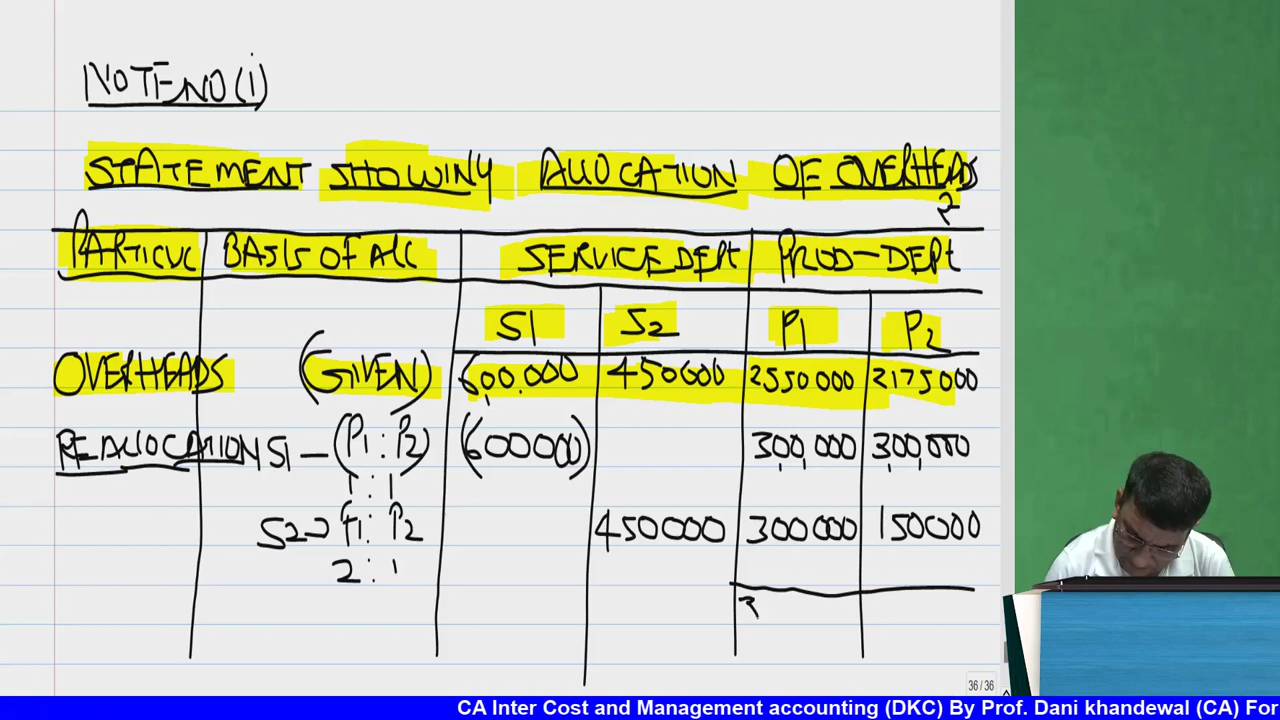 NOTE NO (i)
STATEMENT SHOWING ALLOCATION OF OVERHEADS
PARTICUL BASIS OF ALC SERVICE DEPT PROD-DEPT
S1 S2 P1 P2
OVERHEADS (GIVEN) 600,000 450000 2550000 2175000
REALLOCATION S1 - (P1 : P2) (600000) 300,000 300,000
1 : 1
S2 → P1 : P2 450000 300000 150000
2 : 1
3
36/36
CA Inter Cost and Management accounting (DKC) By Prof. Dani khandewal (CA) For